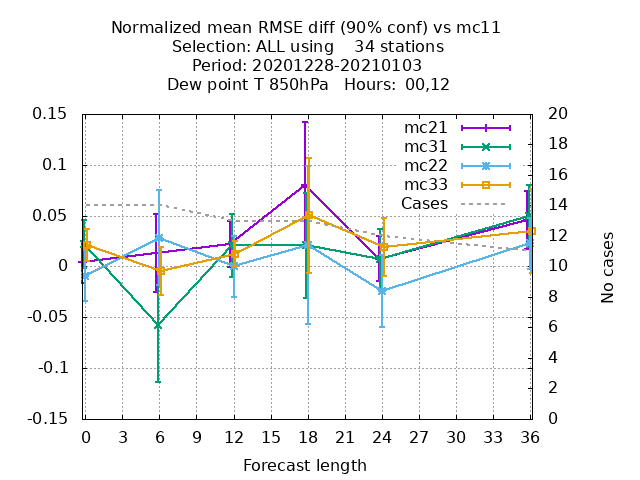 Normalized mean RMSE diff (90% conf) vs mc11
Selection: ALL using    34 stations
Period: 20201228-20210103
Dew point T 850hPa   Hours:  00,12
0.15
0.1
0.05
0
-0.05
-0.1
-0.15
20
18
16
14
12
10
8
6
4
2
0
mc21
mc31
mc22
mc33
Cases
No cases
0 3 6 9 12 15 18 21 24 27 30 33 36
Forecast length